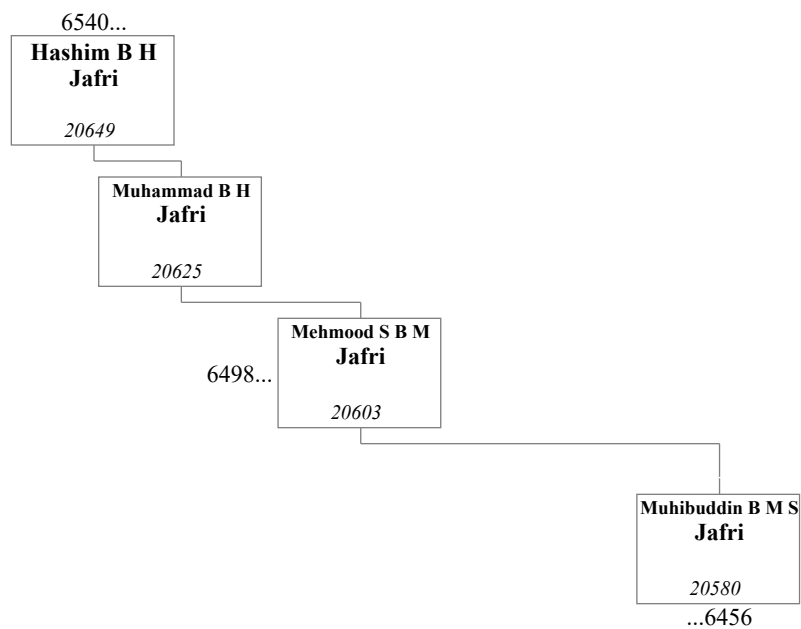 6540...
Hashim B H
Jafri
20649
Muhammad B H
Jafri
20625
Mehmood S B M
Jafri
6498...
20603
Muhibuddin B M S
Jafri
20580
...6456